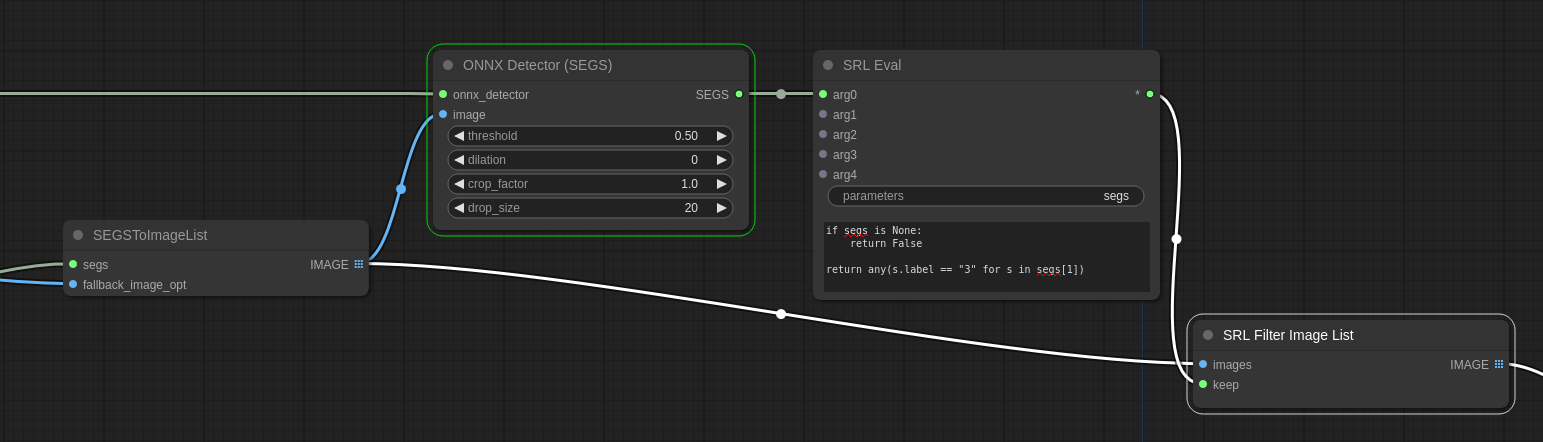 ONNX Detector (SEGS)
onnx_detector
SEGS
image
threshold 0.50
dilation 0
crop_factor 1.0
drop_size 20
SRL Eval
arg0
*
arg1
arg2
arg3
arg4
parameters segs
if segs is None:
    return False
return any(s.label == "3" for s in segs[1])
SEGSToImageList
segs
IMAGE
fallback_image_opt
SRL Filter Image List
images
IMAGE
keep